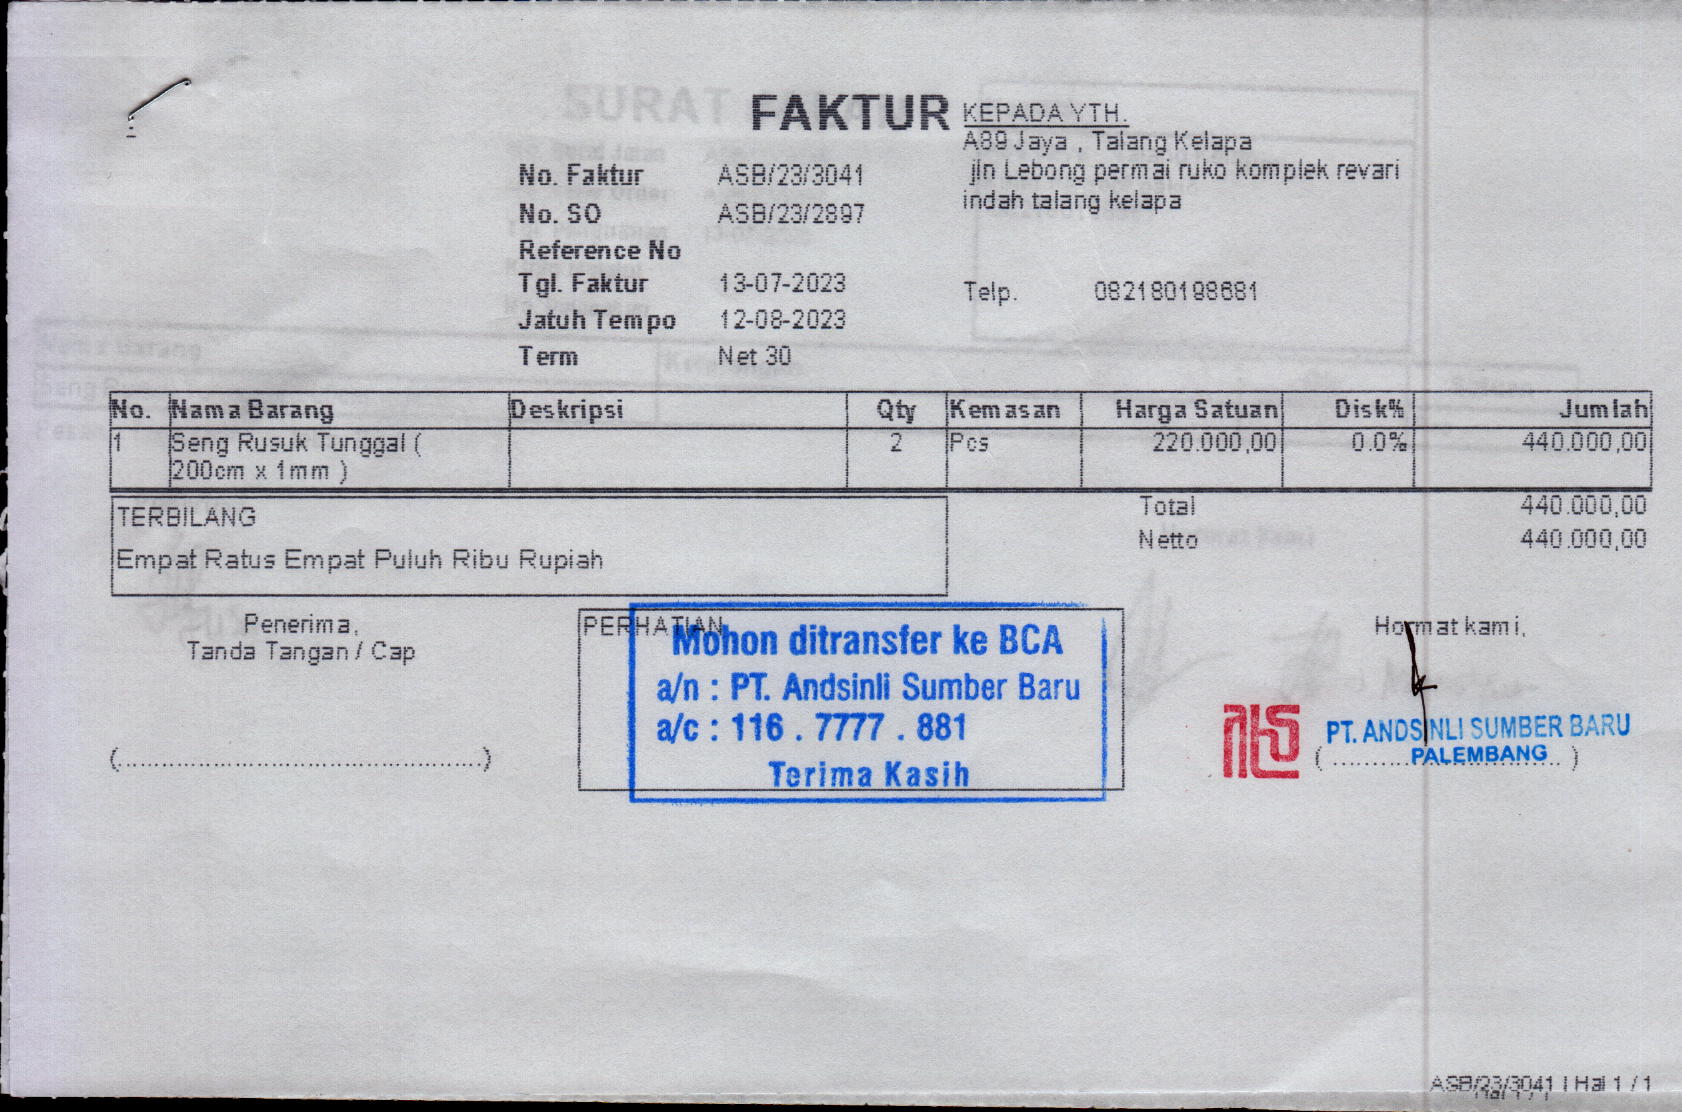 FAKTUR
KEPADA YTH.
A89 Jaya , Talang Kelapa
jln Lebong permai ruko komplek revari
indah talang kelapa
Telp. 082180198681
No. Faktur ASB/23/3041
No. SO ASB/23/2897
Reference No
Tgl. Faktur 13-07-2023
Jatuh Tempo 12-08-2023
Term Net 30
No. Nama Barang Deskripsi Qty Kemasan Harga Satuan Disk% Jumlah
1 Seng Rusuk Tunggal ( 2 Pcs 220.000,00 0.0% 440.000,00
200cm x 1mm )
TERBILANG
Empat Ratus Empat Puluh Ribu Rupiah
Total 440.000,00
Netto 440.000,00
Penerima,
Tanda Tangan / Cap
(..............................................)
PERHATIAN
Mohon ditransfer ke BCA
a/n : PT. Andsinli Sumber Baru
a/c : 116 . 7777 . 881
Terima Kasih
Hormat kami,
PT. ANDSINLI SUMBER BARU
PALEMBANG
ASB/23/3041 | Hal 1 / 1